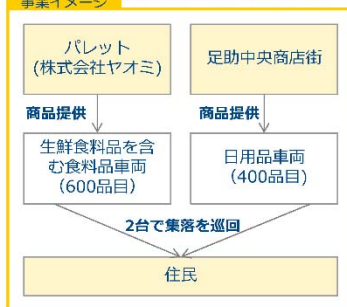 事業イメージ
パレット
(株式会社ヤオミ)
足助中央商店街
商品提供
商品提供
生鮮食料品を含
む食料品車両
(600品目)
日用品車両
(400品目)
2台で集落を巡回
住民